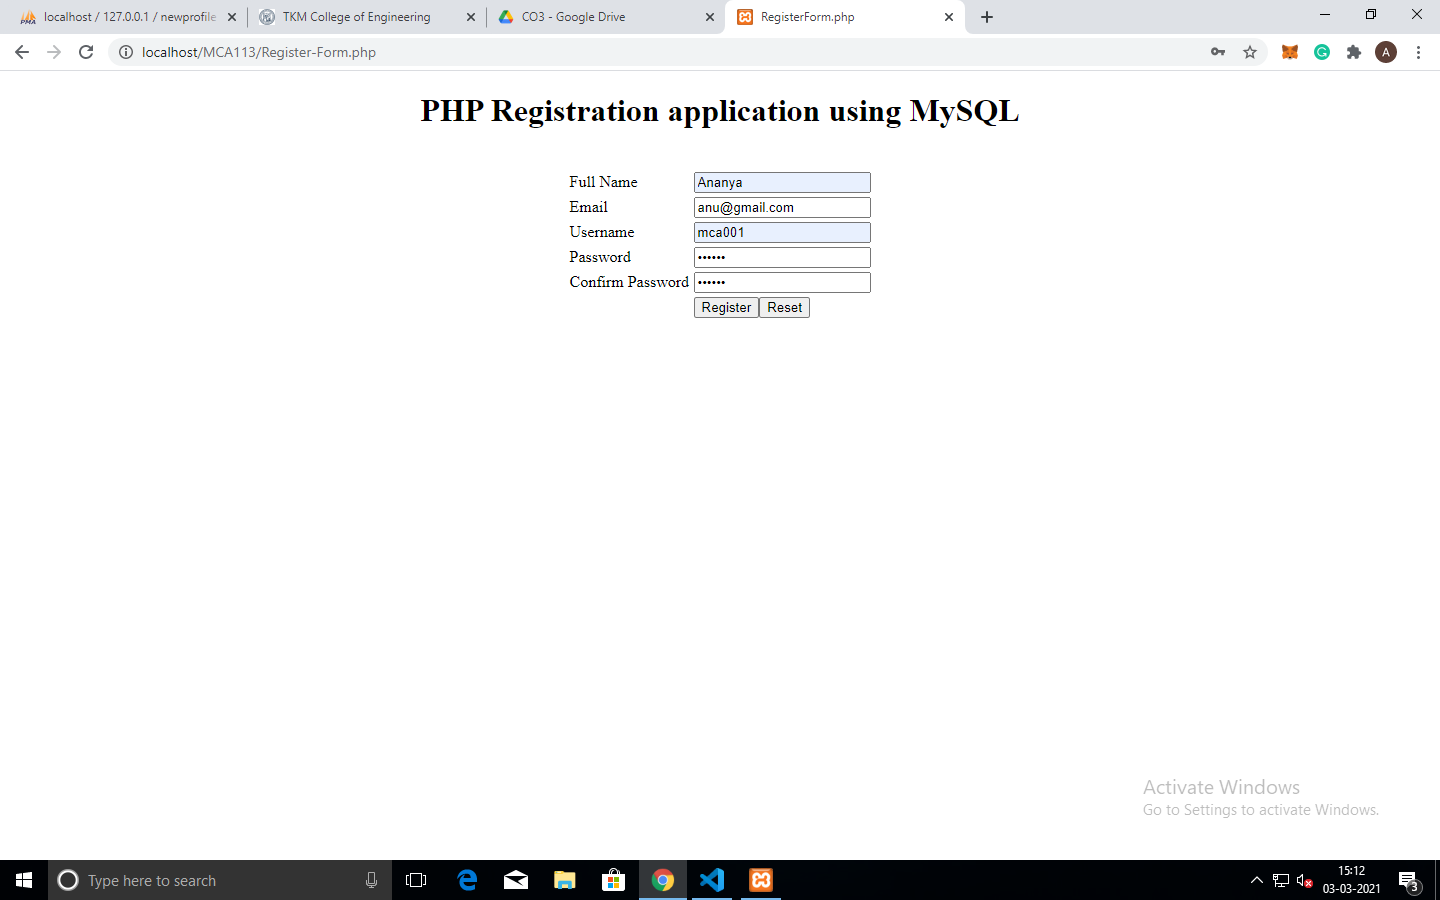 localhost / 127.0.0.1 / newprofile
TKM College of Engineering
CO3 - Google Drive
RegisterForm.php
localhost/MCA113/Register-Form.php
A
PHP Registration application using MySQL
Full Name Ananya
Email anu@gmail.com
Username mca001
Password ••••••
Confirm Password ••••••
Register Reset
Activate Windows
Go to Settings to activate Windows.
Type here to search
15:12
03-03-2021
3